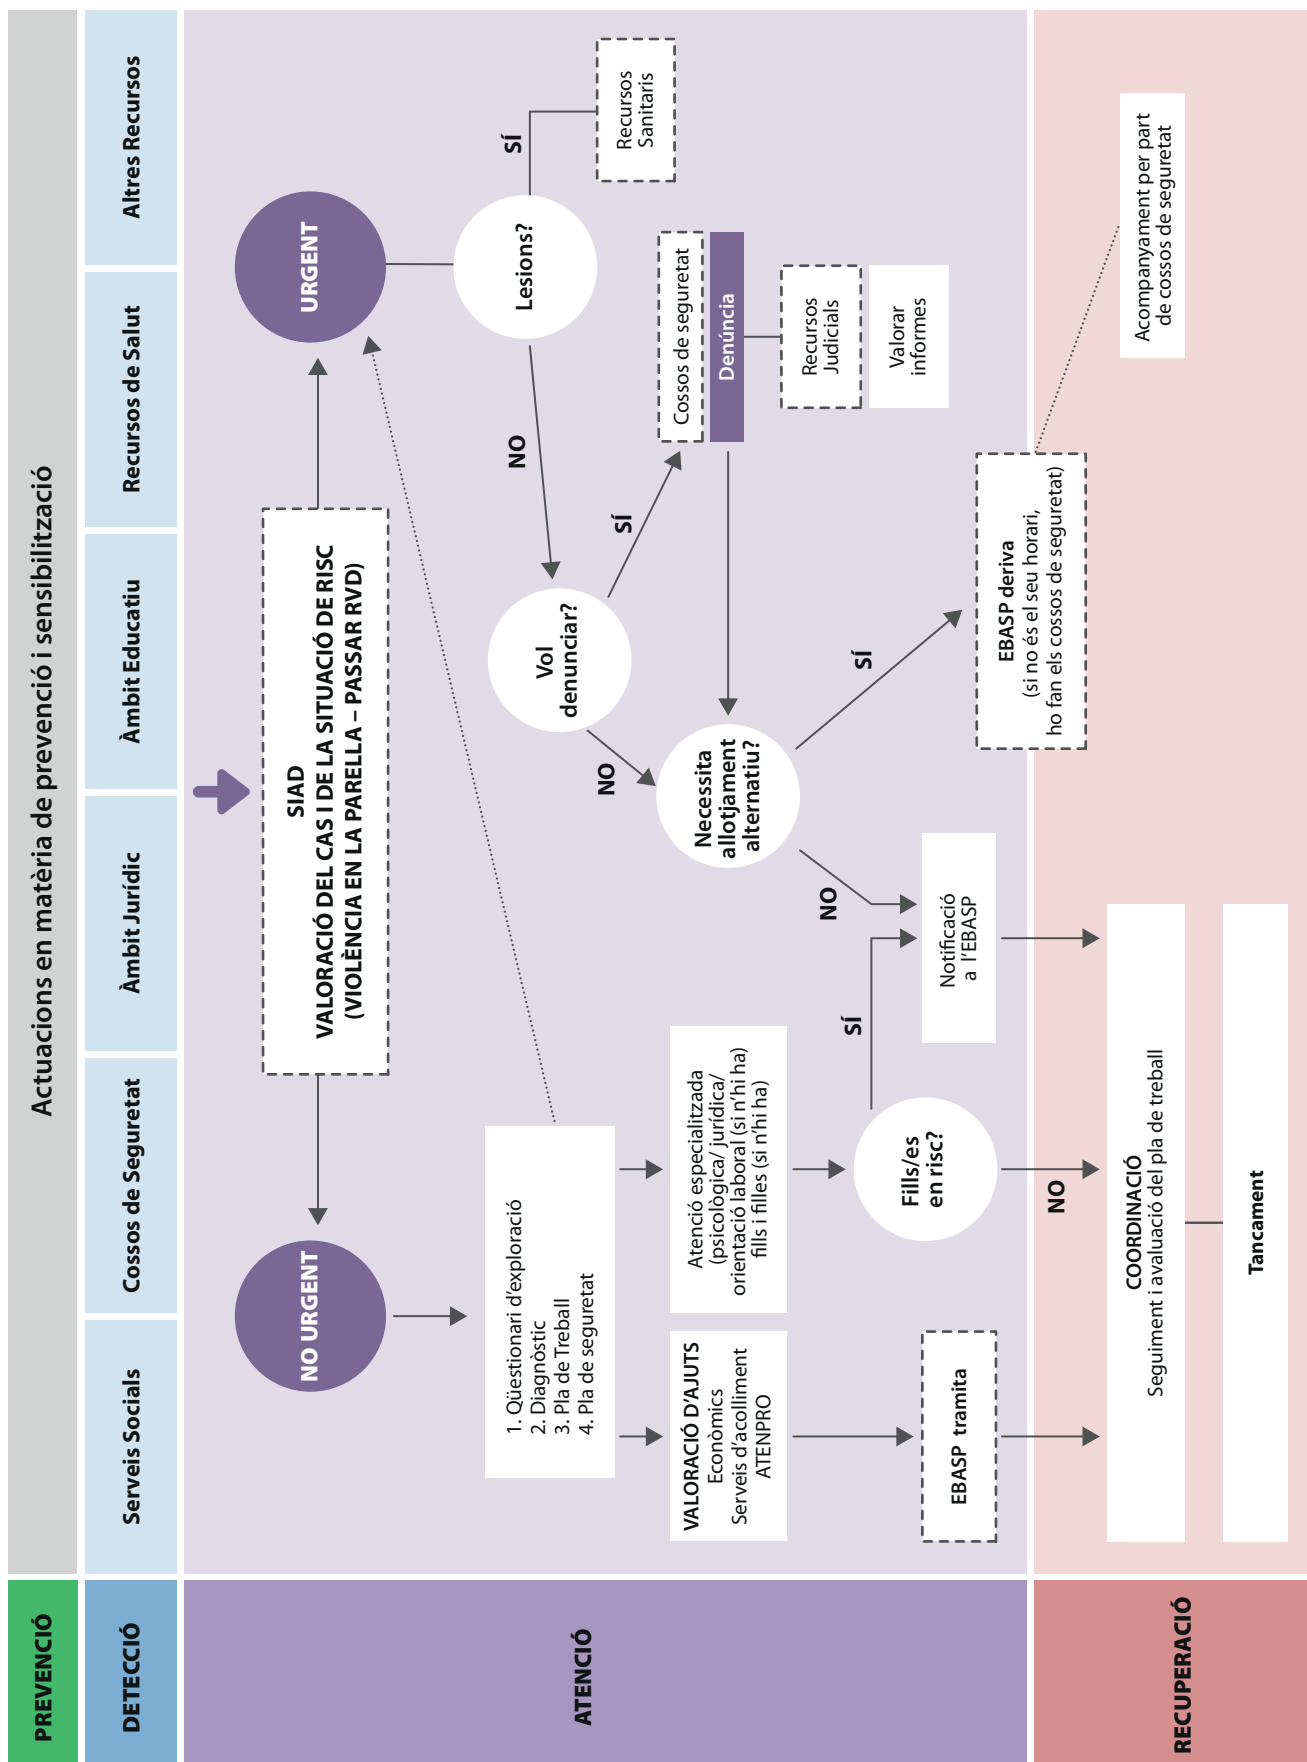 PREVENCIÓ
Actuacions en matèria de prevenció i sensibilització
DETECCIÓ
Serveis Socials
Cossos de Seguretat
Àmbit Jurídic
Àmbit Educatiu
Recursos de Salut
Altres Recursos
ATENCIÓ
SIAD
VALORACIÓ DEL CAS I DE LA SITUACIÓ DE RISC
(VIOLÈNCIA EN LA PARELLA – PASSAR RVD)
NO URGENT
URGENT
1. Qüestionari d'exploració
2. Diagnòstic
3. Pla de Treball
4. Pla de seguretat
Lesions?
SÍ
Recursos
Sanitaris
NO
Vol
denunciar?
SÍ
Cossos de seguretat
Denúncia
Recursos
Judicials
Valorar
informes
NO
Necessita
allotjament
alternatiu?
SÍ
NO
VALORACIÓ D'AJUTS
Econòmics
Serveis d'acolliment
ATENPRO
Atenció especialitzada
(psicològica/ jurídica/
orientació laboral (si n'hi ha)
fills i filles (si n'hi ha)
Fills/es
en risc?
SÍ
NO
EBASP tramita
Notificació
a l'EBASP
EBASP deriva
(si no és el seu horari,
ho fan els cossos de seguretat)
RECUPERACIÓ
COORDINACIÓ
Seguiment i avaluació del pla de treball
Tancament
Acompanyament per part
de cossos de seguretat